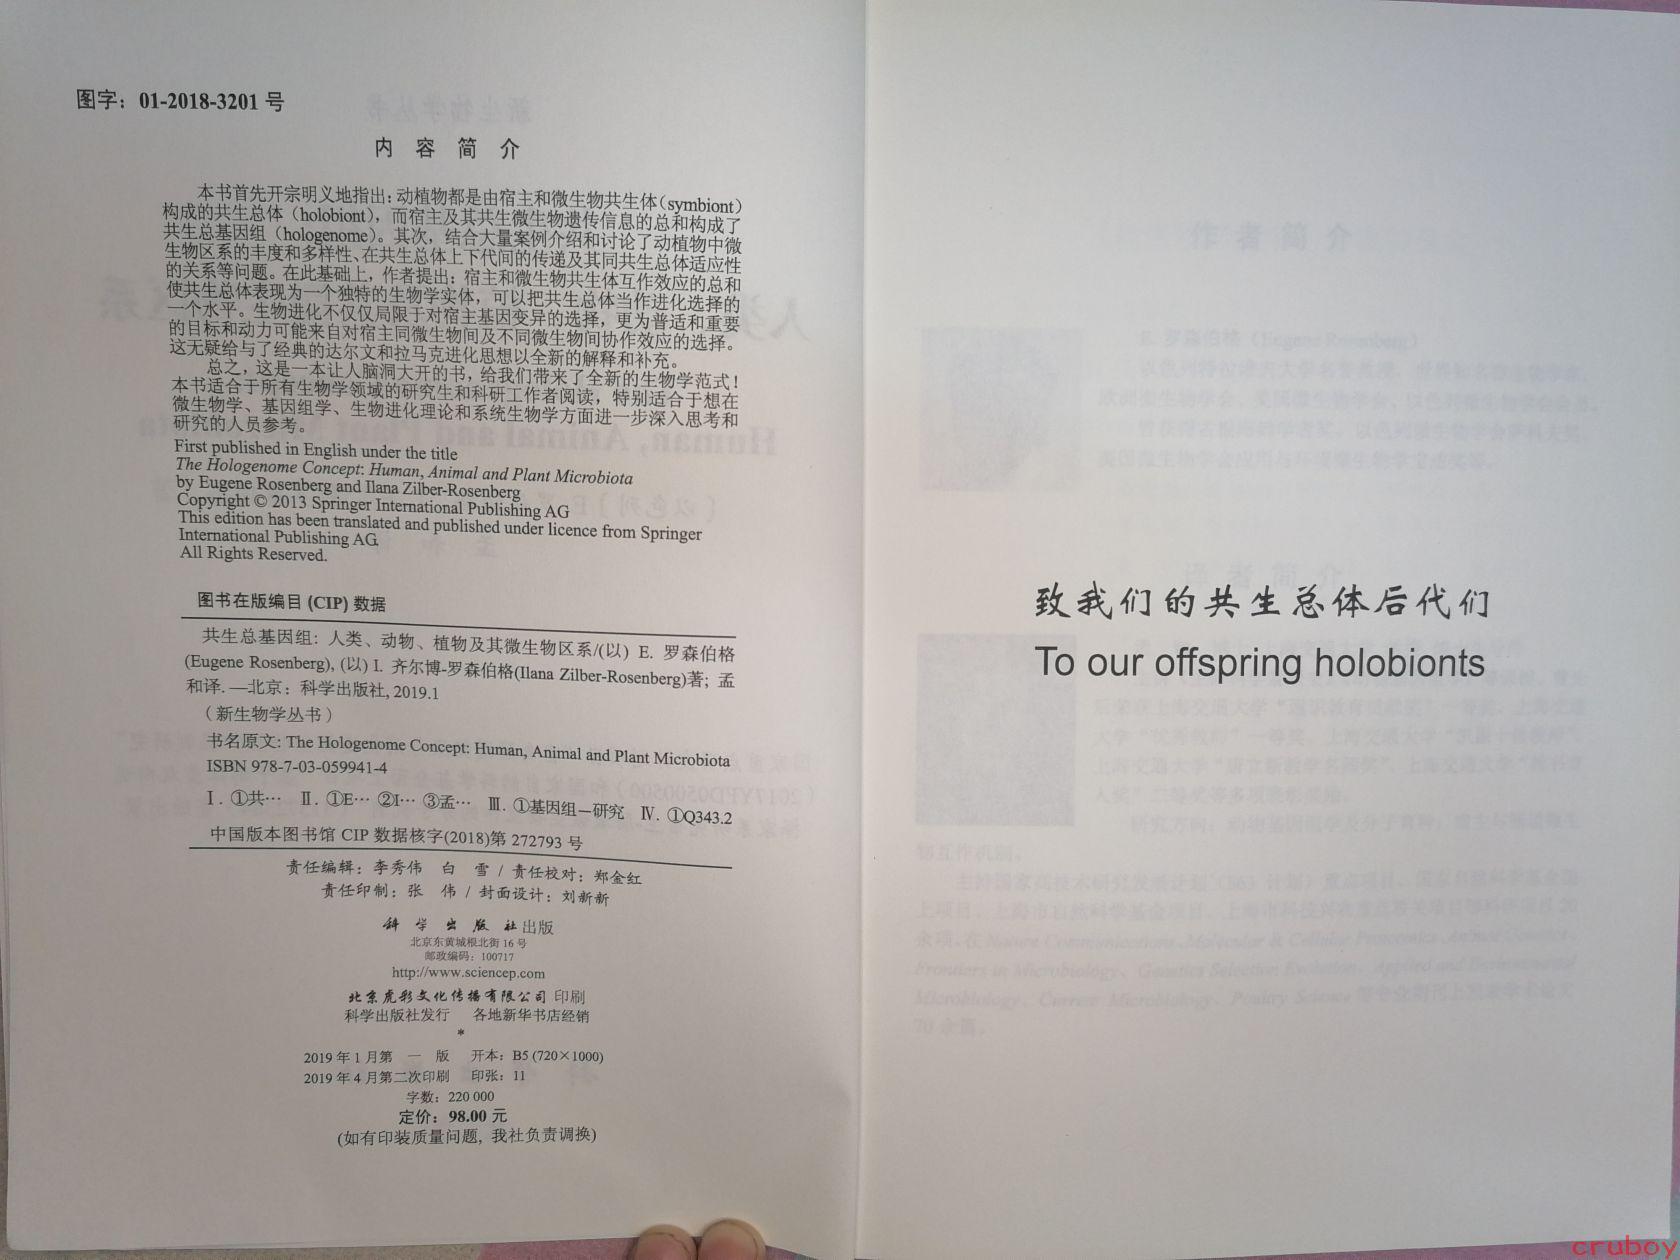 图字：01-2018-3201 号
内 容 简 介
本书首先开宗明义地指出：动植物都是由宿主和微生物共生体（symbiont）
构成的共生总体（holobiont），而宿主及其共生微生物遗传信息的总和构成了
共生总基因组（hologenome）。其次，结合大量案例介绍和讨论了动植物中微
生物区系的丰度和多样性、在共生总体上下代间的传递及其同共生总体适应性
的关系等问题。在此基础上，作者提出：宿主和微生物共生体互作效应的总和
使共生总体表现为一个独特的生物学实体，可以把共生总体当作进化选择的
一个水平。生物进化不仅仅局限于对宿主基因变异的选择，更为普适和重要
的目标和动力可能来自对宿主同微生物间及不同微生物间协作效应的选择。
这无疑给与了经典的达尔文和拉马克进化思想以全新的解释和补充。
总之，这是一本让人脑洞大开的书，给我们带来了全新的生物学范式！
本书适合于所有生物学领域的研究生和科研工作者阅读，特别适合于想在
微生物学、基因组学、生物进化理论和系统生物学方面进一步深入思考和
研究的人员参考。
First published in English under the title
The Hologenome Concept: Human, Animal and Plant Microbiota
by Eugene Rosenberg and Ilana Zilber-Rosenberg
Copyright © 2013 Springer International Publishing AG
This edition has been translated and published under licence from Springer
International Publishing AG.
All Rights Reserved.
图书在版编目 (CIP) 数据
共生总基因组：人类、动物、植物及其微生物区系/(以) E. 罗森伯格
(Eugene Rosenberg), (以) I. 齐尔博-罗森伯格(Ilana Zilber-Rosenberg)著; 孟
和译. —北京：科学出版社, 2019.1
（新生物学丛书）
书名原文: The Hologenome Concept: Human, Animal and Plant Microbiota
ISBN 978-7-03-059941-4
Ⅰ. ①共… Ⅱ. ①E… ②I… ③孟… Ⅲ. ①基因组－研究 Ⅳ. ①Q343.2
中国版本图书馆 CIP 数据核字(2018)第 272793 号
责任编辑：李秀伟 白 雪 / 责任校对：郑金红
责任印制：张 伟 / 封面设计：刘新新
科学出版社出版
北京东黄城根北街 16 号
邮政编码：100717
http://www.sciencep.com
北京虎彩文化传播有限公司 印刷
科学出版社发行 各地新华书店经销
*
2019 年 1 月第 一 版 开本：B5 (720×1000)
2019 年 4 月第二次印刷 印张：11
字数：220 000
定价：98.00 元
(如有印装质量问题, 我社负责调换)
致我们的共生总体后代们
To our offspring holobionts
cruboy